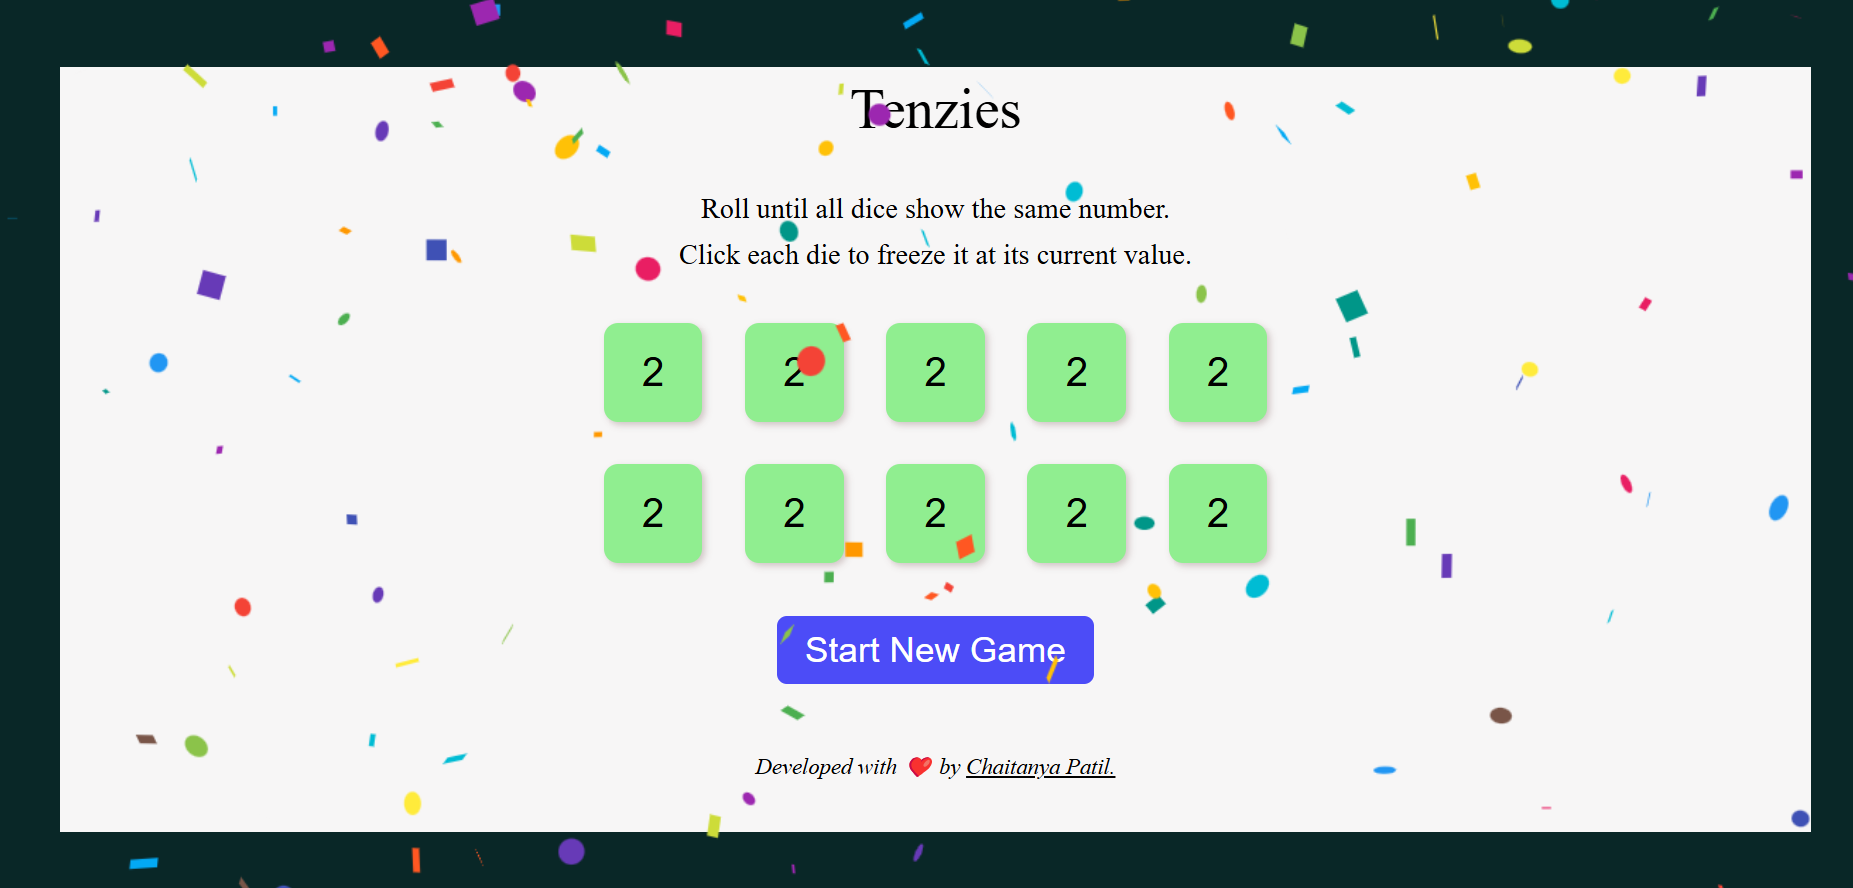 Tenzies
Roll until all dice show the same number.
Click each die to freeze it at its current value.
2 2 2 2 2
2 2 2 2 2
Start New Game
Developed with ❤️ by Chaitanya Patil.